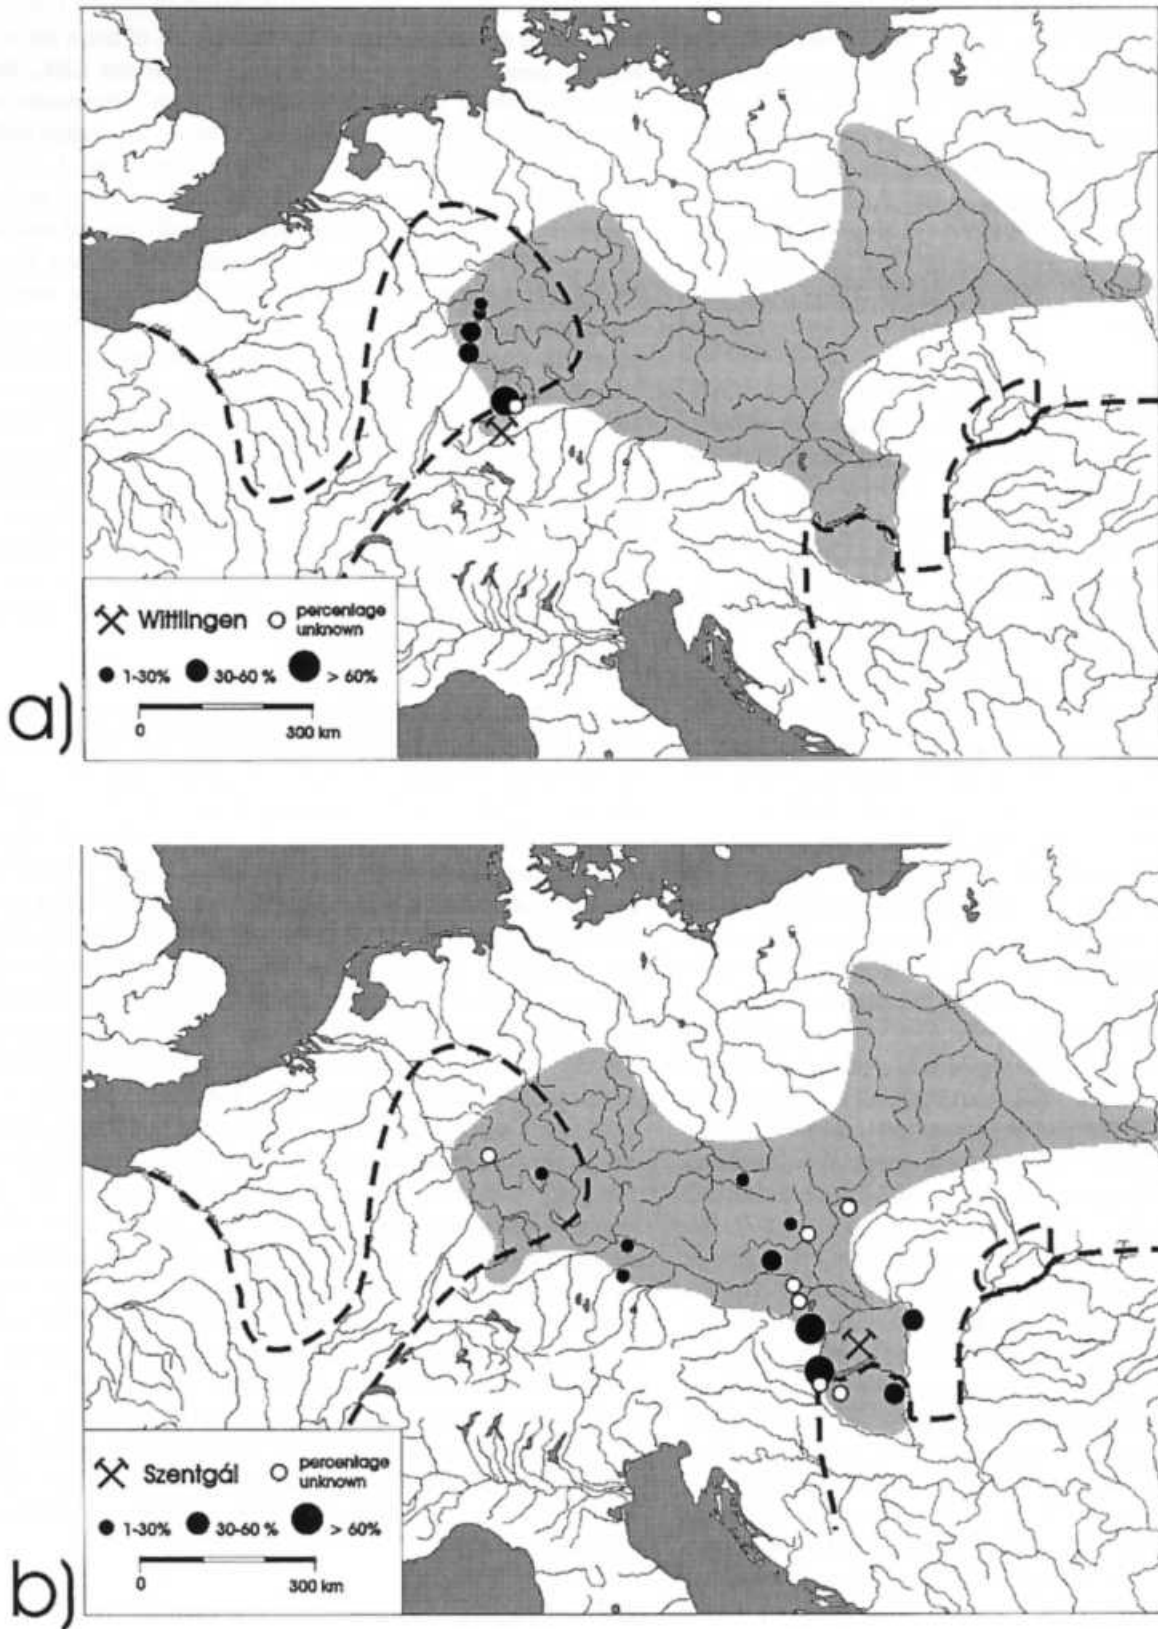 Wittlingen
percentage
unknown
1-30%
30-60 %
> 60%
0
300 km
a)
Szentgál
percentage
unknown
1-30%
30-60 %
> 60%
0
300 km
b)